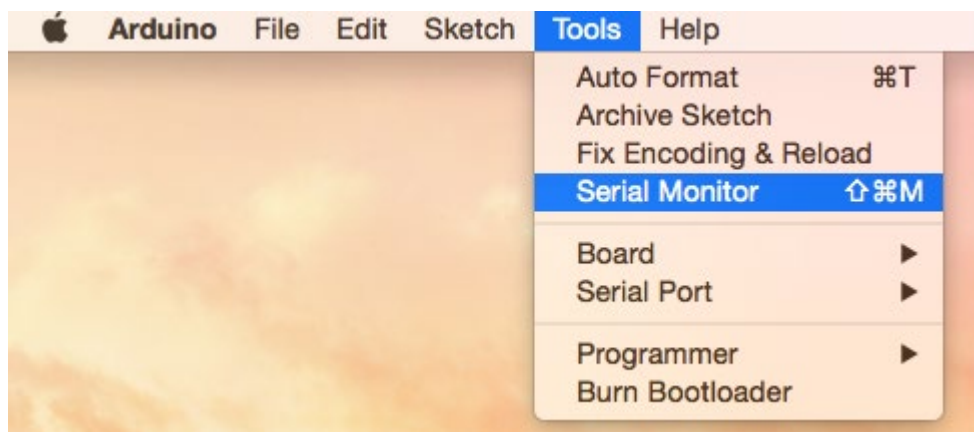 Arduino File Edit Sketch Tools Help
Auto Format ⌘T
Archive Sketch
Fix Encoding & Reload
Serial Monitor ⇧⌘M
Board ▶
Serial Port ▶
Programmer ▶
Burn Bootloader